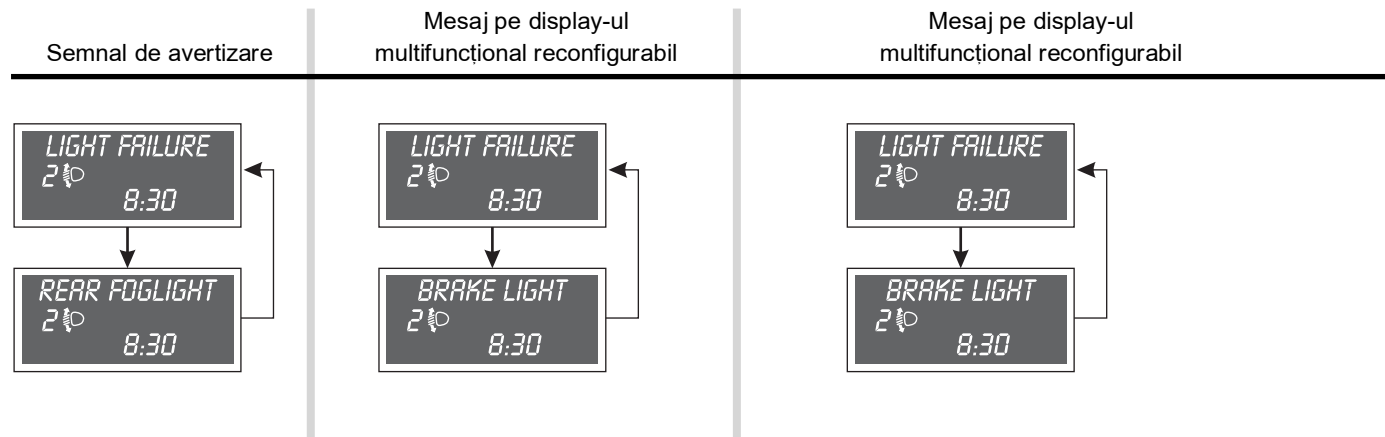 Semnal de avertizare
Mesaj pe display-ul
multifuncțional reconfigurabil
Mesaj pe display-ul
multifuncțional reconfigurabil
LIGHT FAILURE
2
8:30
REAR FOGLIGHT
2
8:30
LIGHT FAILURE
2
8:30
BRAKE LIGHT
2
8:30
LIGHT FAILURE
2
8:30
BRAKE LIGHT
2
8:30